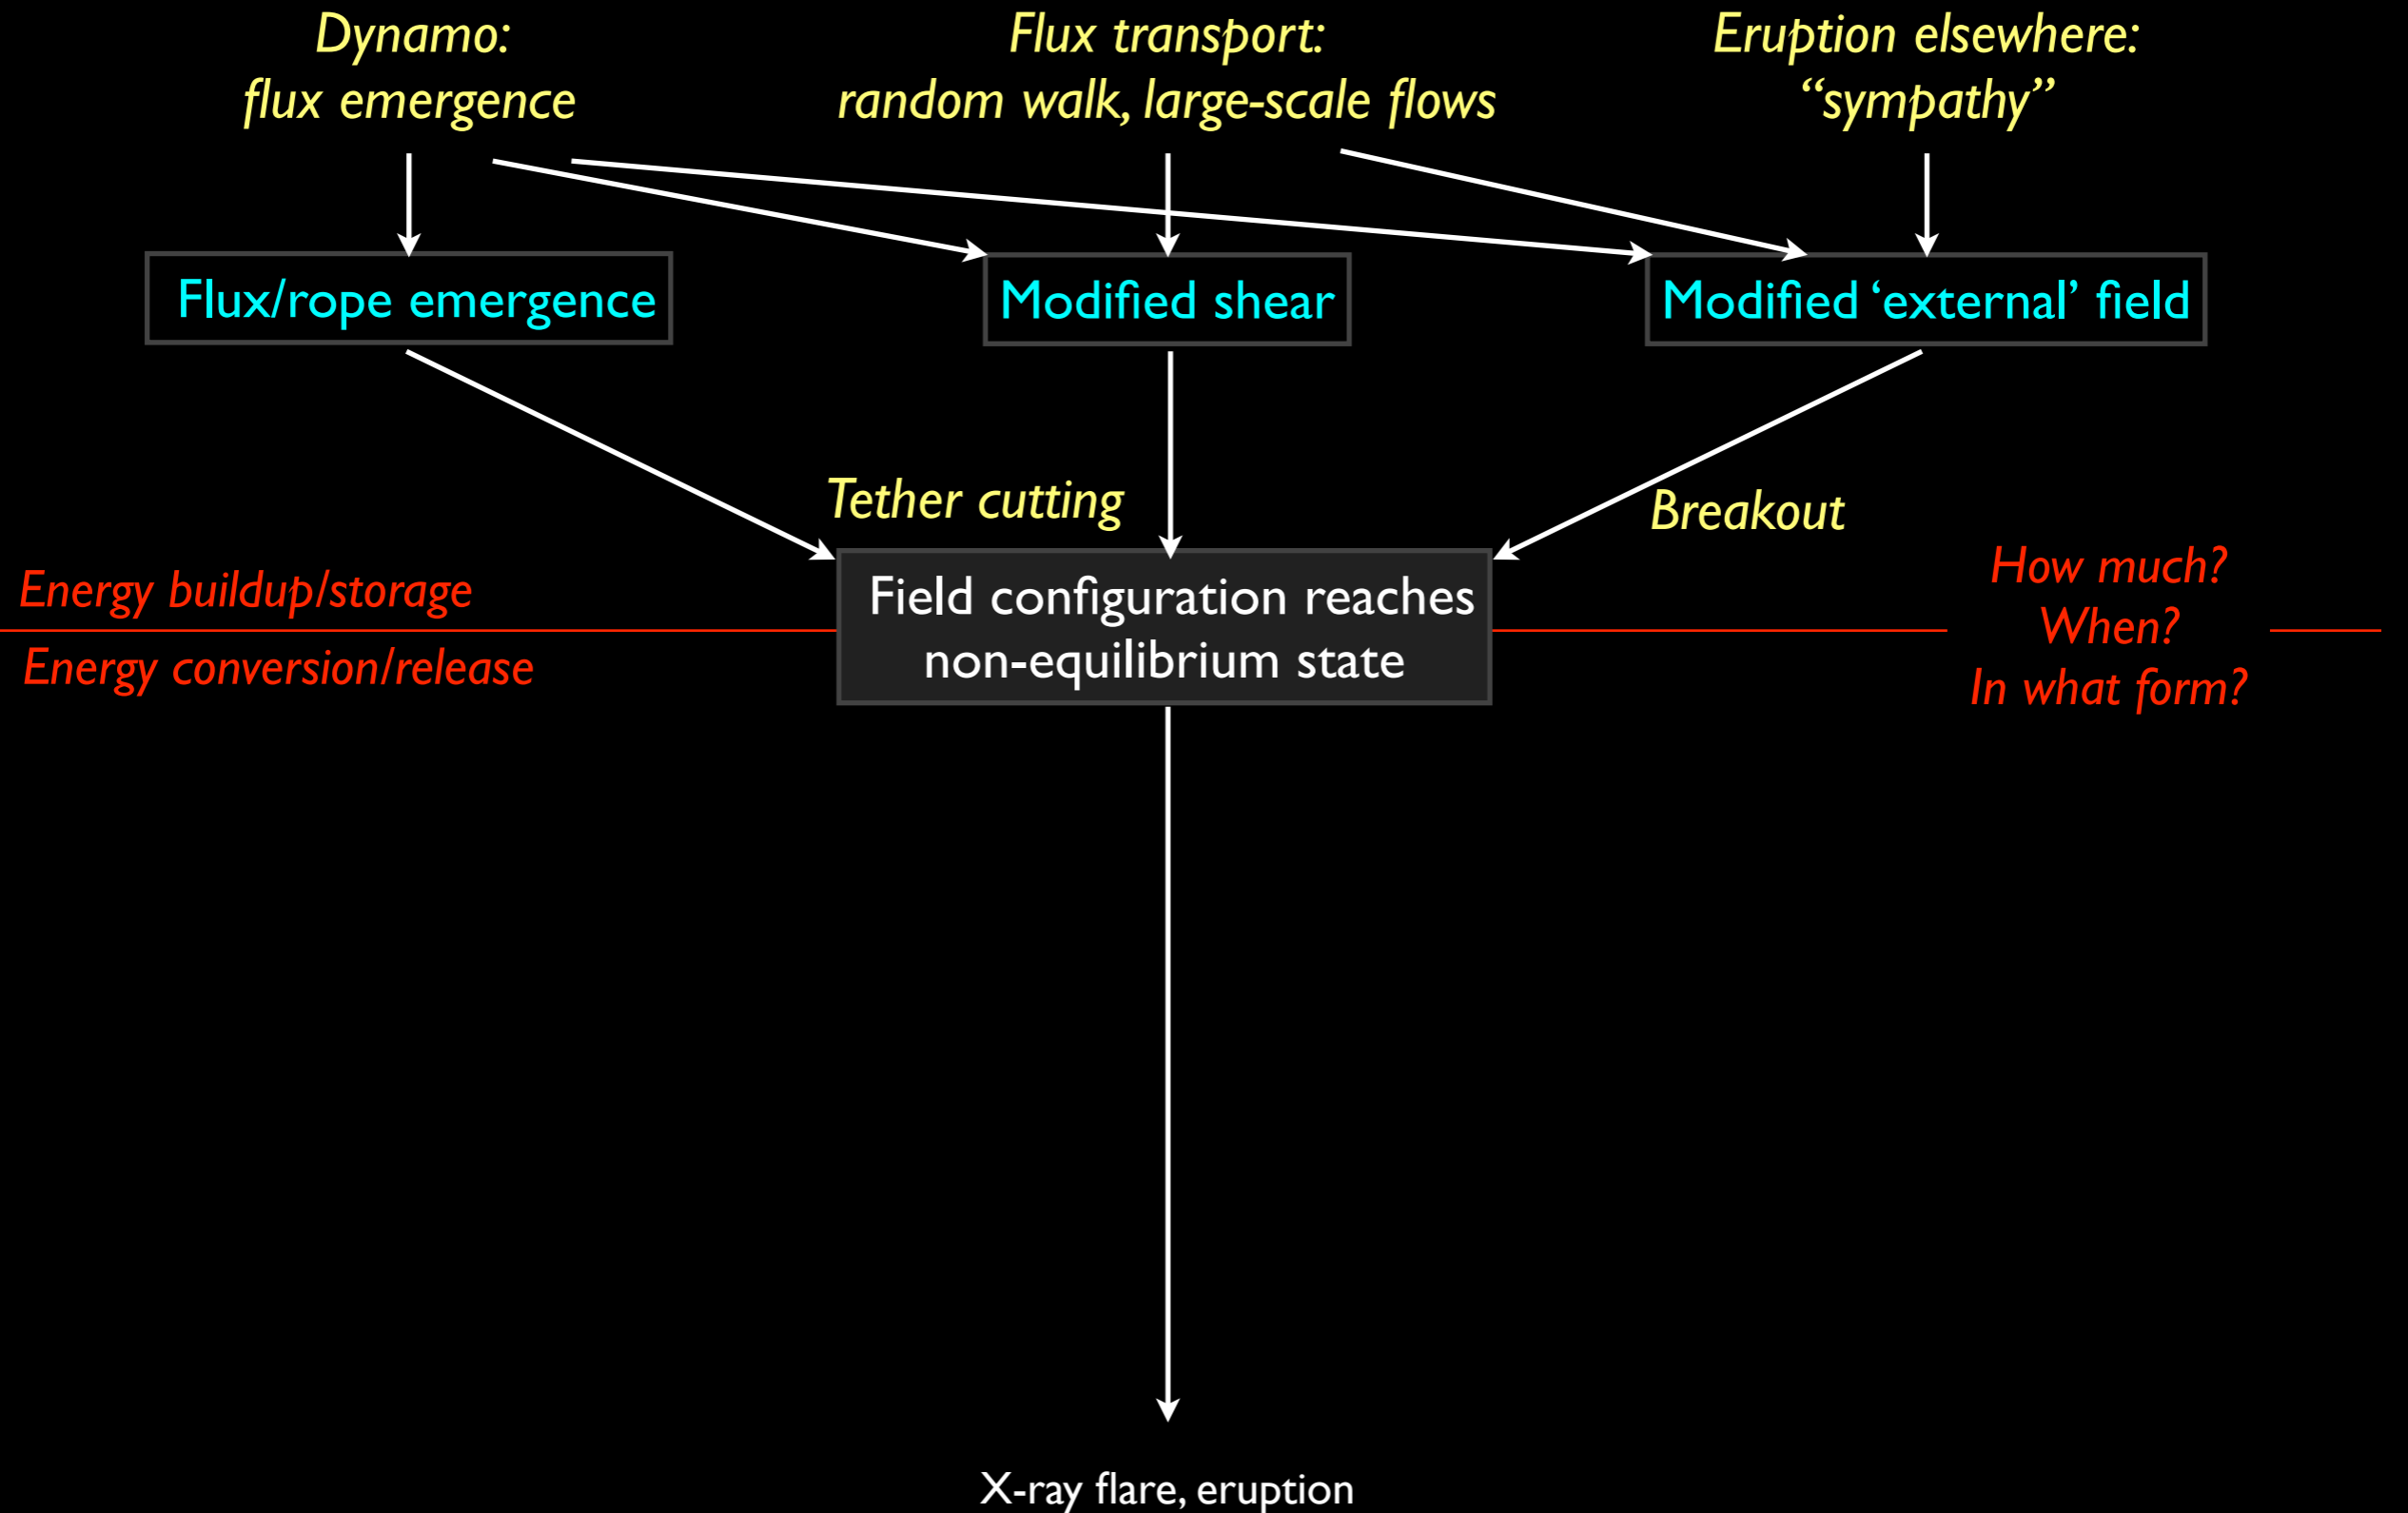 Dynamo:
flux emergence
Flux transport:
random walk, large-scale flows
Eruption elsewhere:
“sympathy”
Flux/rope emergence
Modified shear
Modified ‘external’ field
Tether cutting
Breakout
Energy buildup/storage
Energy conversion/release
Field configuration reaches
non-equilibrium state
How much?
When?
In what form?
X-ray flare, eruption